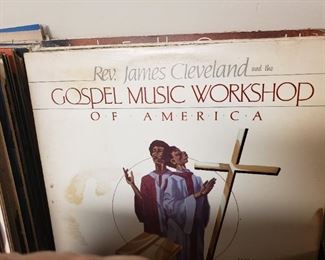 Rev. James Cleveland and the
GOSPEL MUSIC WORKSHOP
OF AMERICA